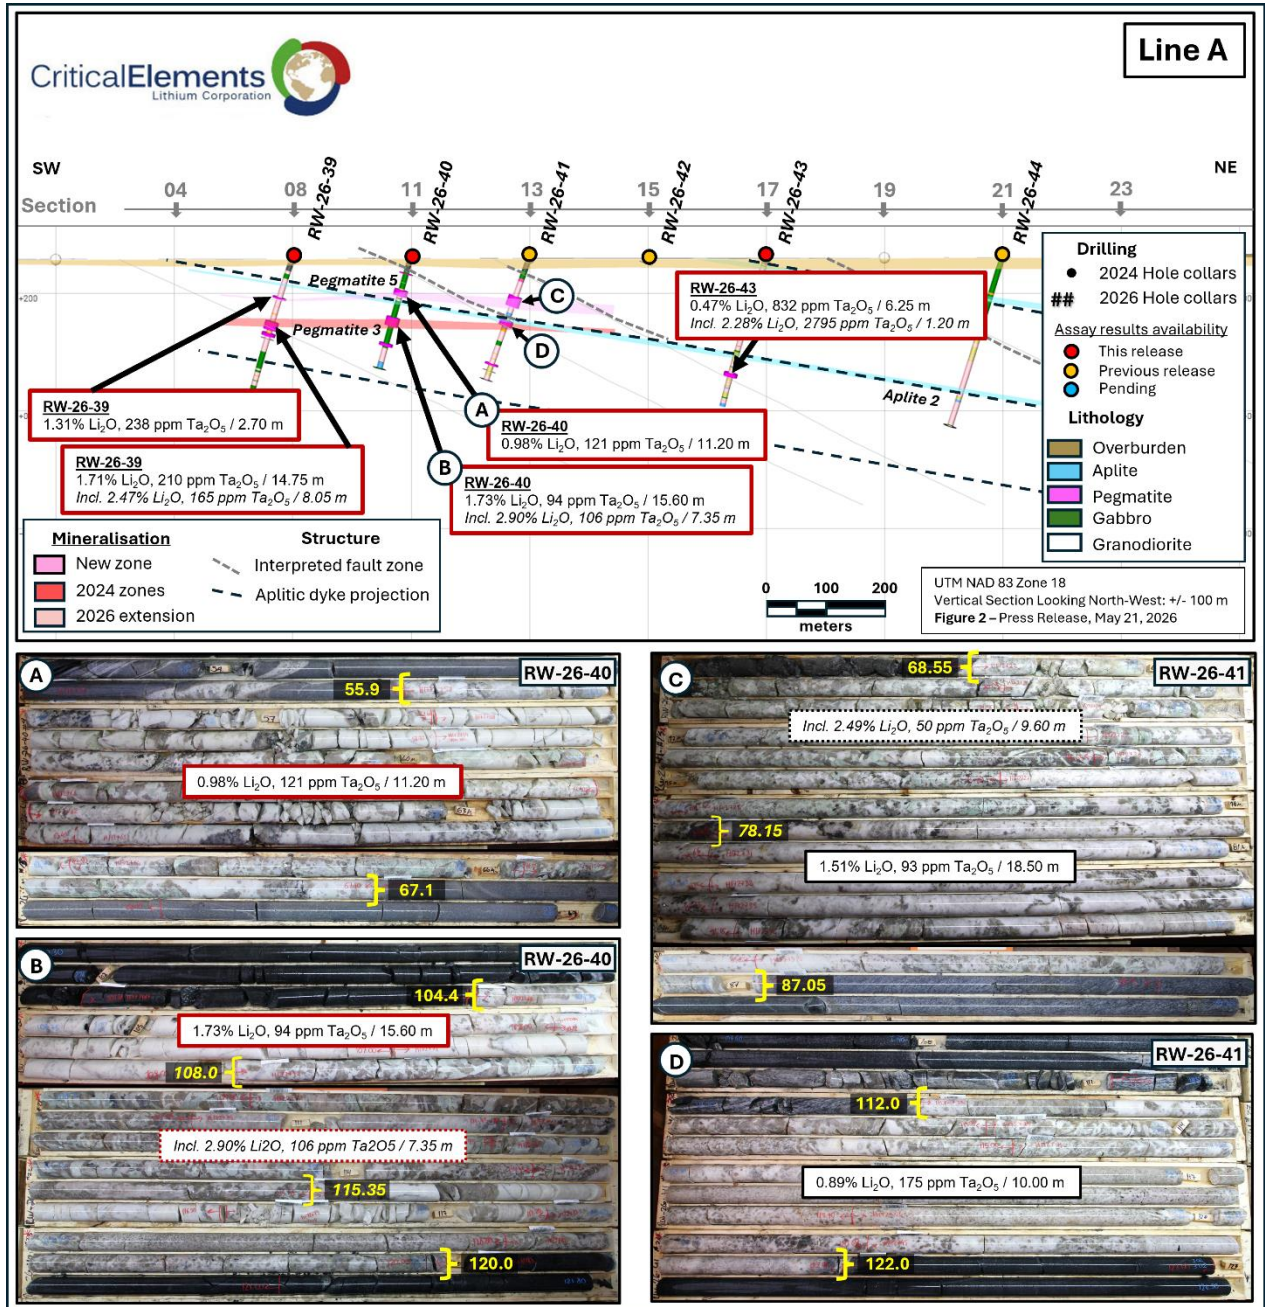 Line A
CriticalElements
Lithium Corporation
SW
NE
Section
04
08
11
13
15
17
19
21
23
RW-26-39
RW-26-40
RW-26-41
RW-26-42
RW-26-43
RW-26-44
+200
Pegmatite 5
Pegmatite 3
Aplite 2
A
B
C
D
RW-26-43
0.47% Li₂O, 832 ppm Ta₂O₅ / 6.25 m
Incl. 2.28% Li₂O, 2795 ppm Ta₂O₅ / 1.20 m
RW-26-39
1.31% Li₂O, 238 ppm Ta₂O₅ / 2.70 m
RW-26-39
1.71% Li₂O, 210 ppm Ta₂O₅ / 14.75 m
Incl. 2.47% Li₂O, 165 ppm Ta₂O₅ / 8.05 m
RW-26-40
0.98% Li₂O, 121 ppm Ta₂O₅ / 11.20 m
RW-26-40
1.73% Li₂O, 94 ppm Ta₂O₅ / 15.60 m
Incl. 2.90% Li₂O, 106 ppm Ta₂O₅ / 7.35 m
Drilling
2024 Hole collars
## 2026 Hole collars
Assay results availability
This release
Previous release
Pending
Lithology
Overburden
Aplite
Pegmatite
Gabbro
Granodiorite
Mineralisation
New zone
2024 zones
2026 extension
Structure
Interpreted fault zone
Aplitic dyke projection
0 100 200
meters
UTM NAD 83 Zone 18
Vertical Section Looking North-West: +/- 100 m
Figure 2 – Press Release, May 21, 2026
A
RW-26-40
55.9
0.98% Li₂O, 121 ppm Ta₂O₅ / 11.20 m
67.1
B
RW-26-40
104.4
1.73% Li₂O, 94 ppm Ta₂O₅ / 15.60 m
108.0
Incl. 2.90% Li2O, 106 ppm Ta2O5 / 7.35 m
115.35
120.0
C
RW-26-41
68.55
Incl. 2.49% Li₂O, 50 ppm Ta₂O₅ / 9.60 m
78.15
1.51% Li₂O, 93 ppm Ta₂O₅ / 18.50 m
87.05
D
RW-26-41
112.0
0.89% Li₂O, 175 ppm Ta₂O₅ / 10.00 m
122.0